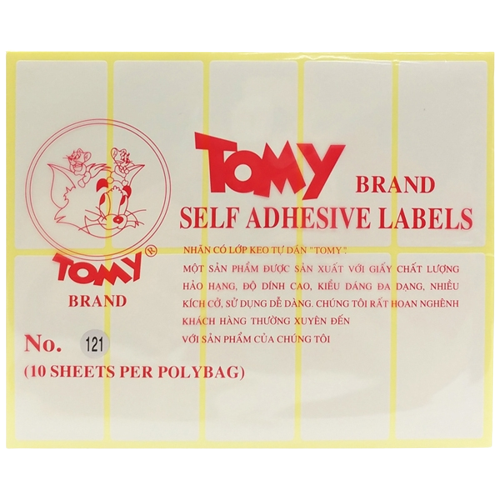 TOMY BRAND
SELF ADHESIVE LABELS
NHÃN CÓ LỚP KEO TỰ DÁN "TOMY".
MỘT SẢN PHẨM ĐƯỢC SẢN XUẤT VỚI GIẤY CHẤT LƯỢNG
HẢO HẠNG, ĐỘ DÍNH CAO, KIỂU DÁNG ĐA DẠNG, NHIỀU
KÍCH CỞ, SỬ DỤNG DỄ DÀNG. CHÚNG TÔI RẤT HOAN NGHÊNH
KHÁCH HÀNG THƯỜNG XUYÊN ĐẾN
VỚI SẢN PHẨM CỦA CHÚNG TÔI
TOMY®
BRAND
No. 121
(10 SHEETS PER POLYBAG)